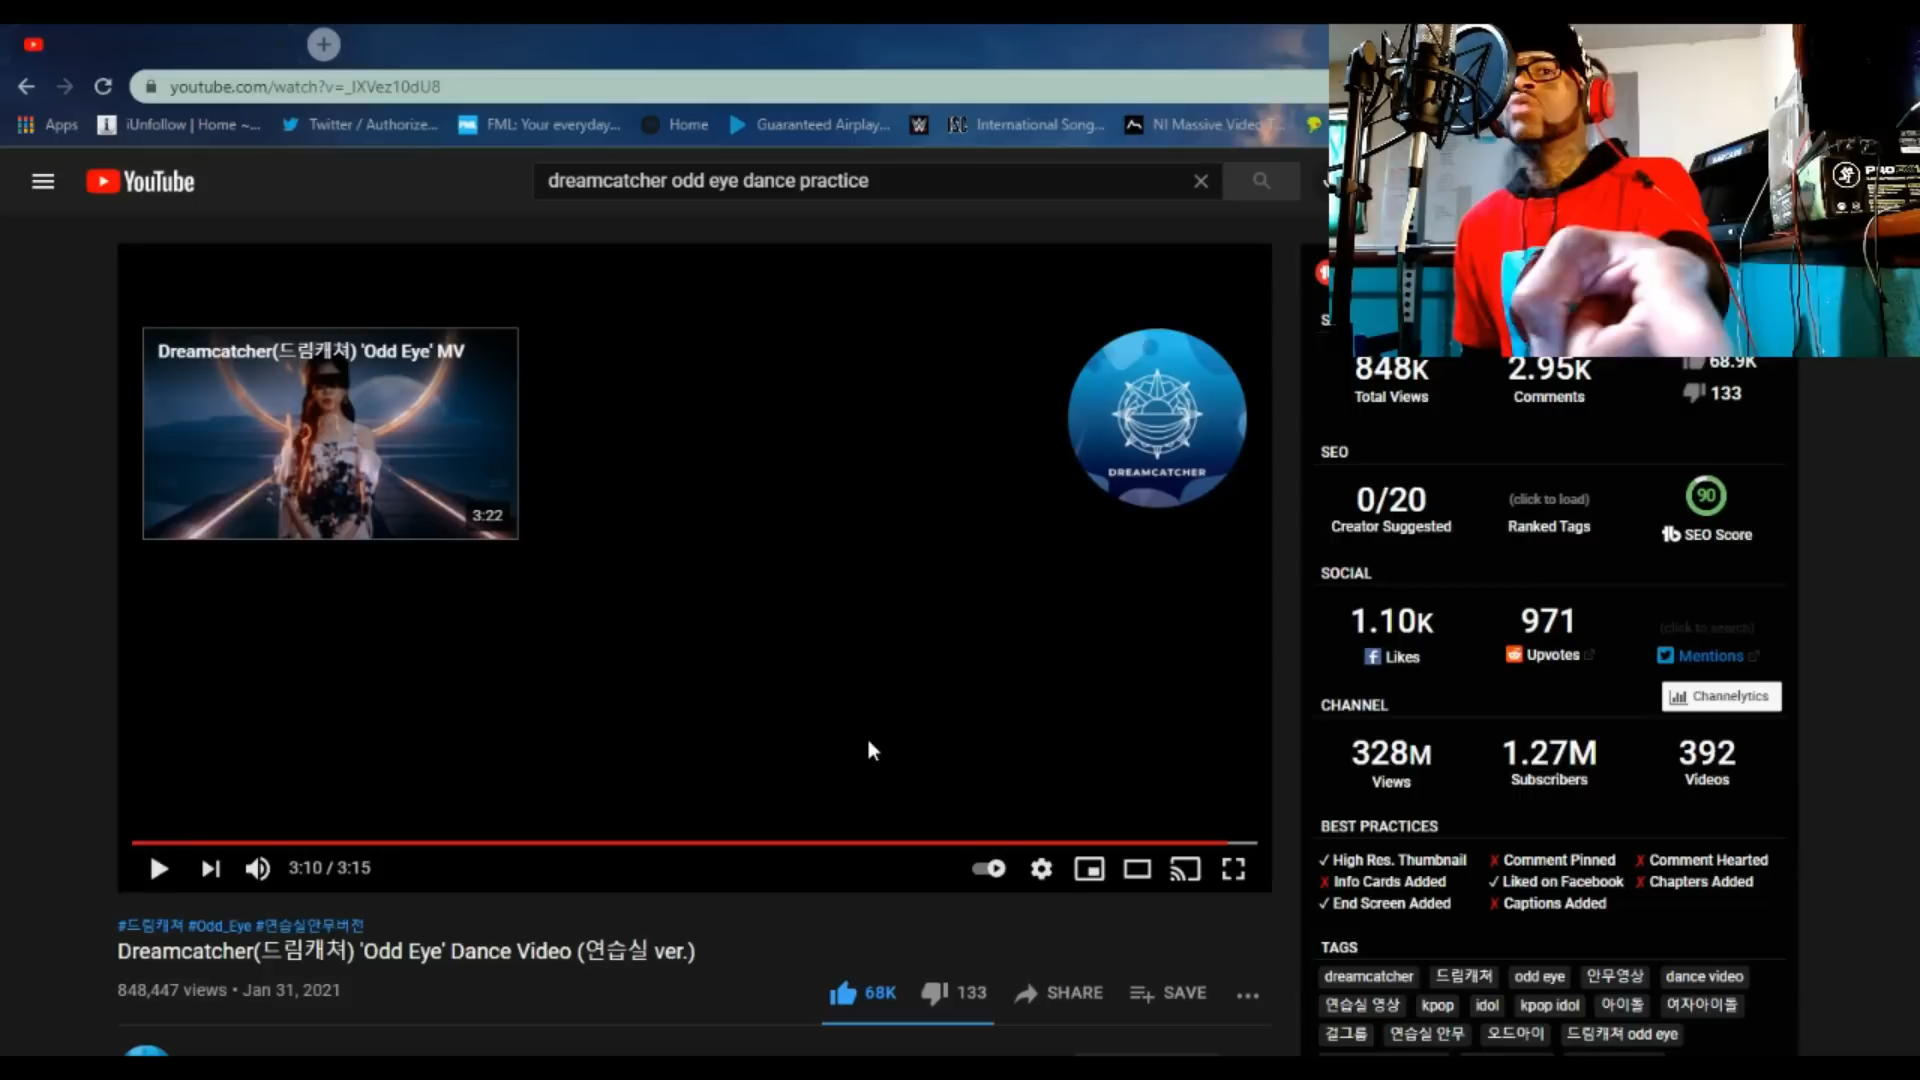 youtube.com/watch?v=_IXVez10dU8
Apps iUnfollow | Home ~... Twitter / Authorize... FML: Your everyday... Home Guaranteed Airplay... ISC International Song... NI Massive Video T...
YouTube
dreamcatcher odd eye dance practice
Dreamcatcher(드림캐쳐) 'Odd Eye' MV
3:22
DREAMCATCHER
3:10 / 3:15
#드림캐쳐 #Odd_Eye #연습실안무버전
Dreamcatcher(드림캐쳐) 'Odd Eye' Dance Video (연습실 ver.)
848,447 views • Jan 31, 2021
68K 133 SHARE SAVE
848K 2.95K 68.9K
Total Views Comments 133
SEO
0/20 (click to load) 90
Creator Suggested Ranked Tags tb SEO Score
SOCIAL
1.10K 971 (click to search)
Likes Upvotes Mentions
Channelytics
CHANNEL
328M 1.27M 392
Views Subscribers Videos
BEST PRACTICES
✓ High Res. Thumbnail ✗ Comment Pinned ✗ Comment Hearted
✗ Info Cards Added ✓ Liked on Facebook ✗ Chapters Added
✓ End Screen Added ✗ Captions Added
TAGS
dreamcatcher 드림캐쳐 odd eye 안무영상 dance video
연습실 영상 kpop idol kpop idol 아이돌 여자아이돌
걸그룹 연습실 안무 오드아이 드림캐쳐 odd eye